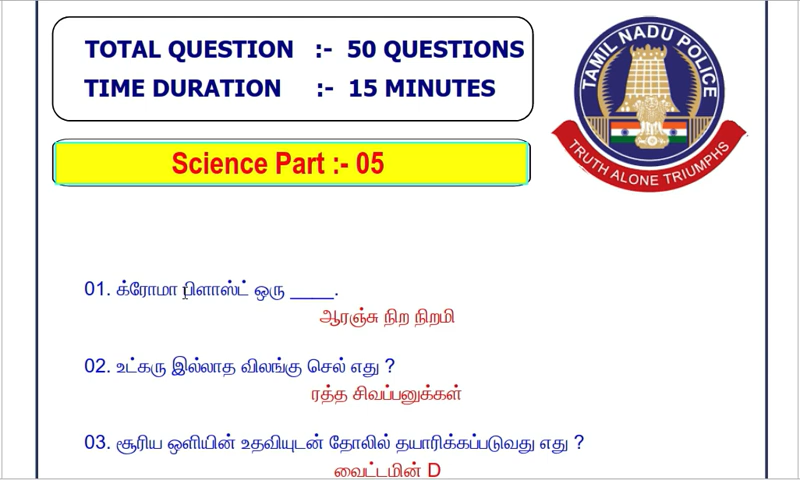 TOTAL QUESTION :- 50 QUESTIONS
TIME DURATION :- 15 MINUTES
TAMIL NADU POLICE
TRUTH ALONE TRIUMPHS
Science Part :- 05
01. க்ரோமா பிளாஸ்ட் ஒரு ____.
ஆரஞ்சு நிற நிறமி
02. உட்கரு இல்லாத விலங்கு செல் எது ?
ரத்த சிவப்பனுக்கள்
03. சூரிய ஒளியின் உதவியுடன் தோலில் தயாரிக்கப்படுவது எது ?
வைட்டமின் D